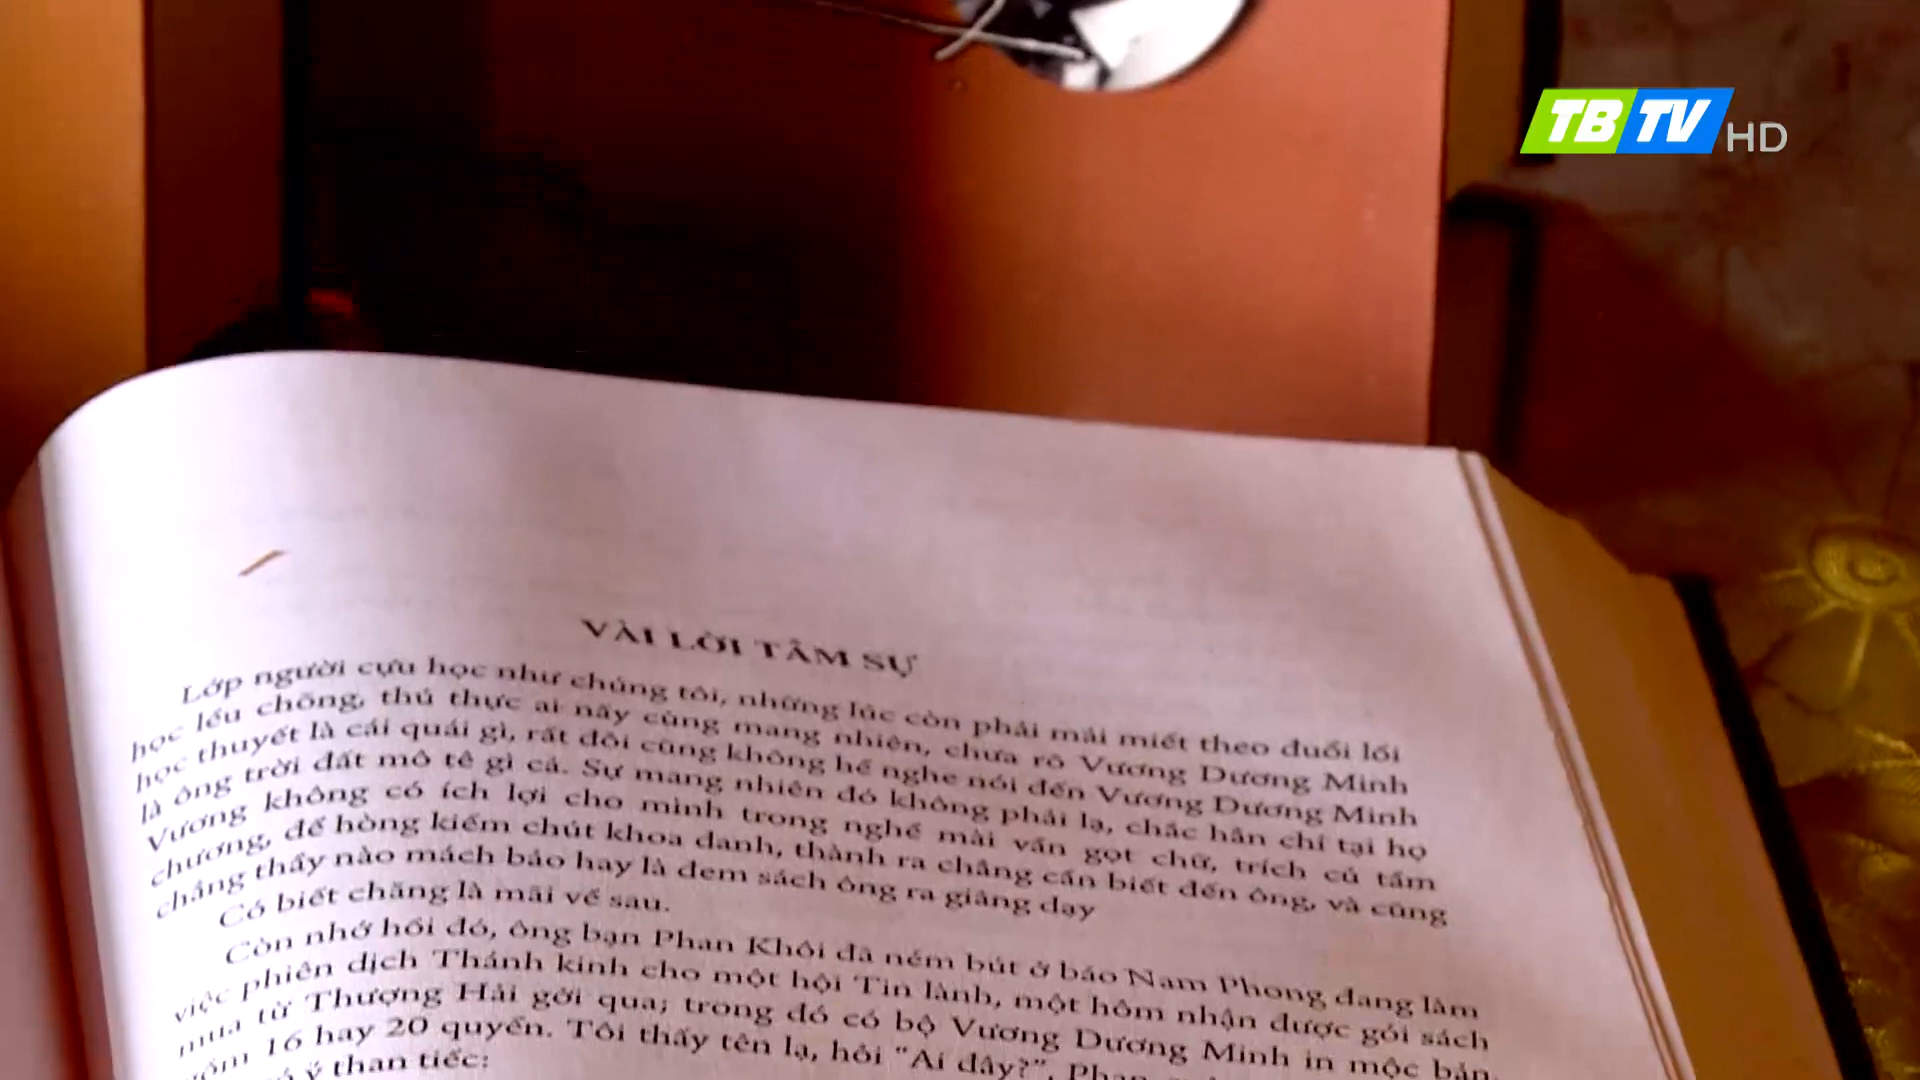 TBTV HD
VÀI LỜI TÂM SỰ
Lớp người cựu học như chúng tôi, những lúc còn phải mải miết theo đuổi lối
học lều chõng, thú thực ai nấy cũng mang nhiên, chưa rõ Vương Dương Minh
học thuyết là cái quái gì, rất đỗi cũng không hề nghe nói đến Vương Dương Minh
là ông trời đất mô tê gì cả. Sự mang nhiên đó không phải lạ, chắc hẳn chỉ tại họ
Vương không có ích lợi cho mình trong nghề mài văn gọt chữ, trích cú tầm
chương, để hòng kiếm chút khoa danh, thành ra chẳng cần biết đến ông, và cũng
chẳng thầy nào mách bảo hay là đem sách ông ra giảng dạy
Có biết chăng là mãi về sau.
Còn nhớ hồi đó, ông bạn Phan Khôi đã ném bút ở báo Nam Phong đang làm
việc phiên dịch Thánh kinh cho một hội Tin lành, một hôm nhận được gói sách
mua từ Thượng Hải gởi qua; trong đó có bộ Vương Dương Minh in mộc bản,
gồm 16 hay 20 quyển. Tôi thấy tên lạ, hỏi "Ai đây?", Phan
có ý than tiếc: